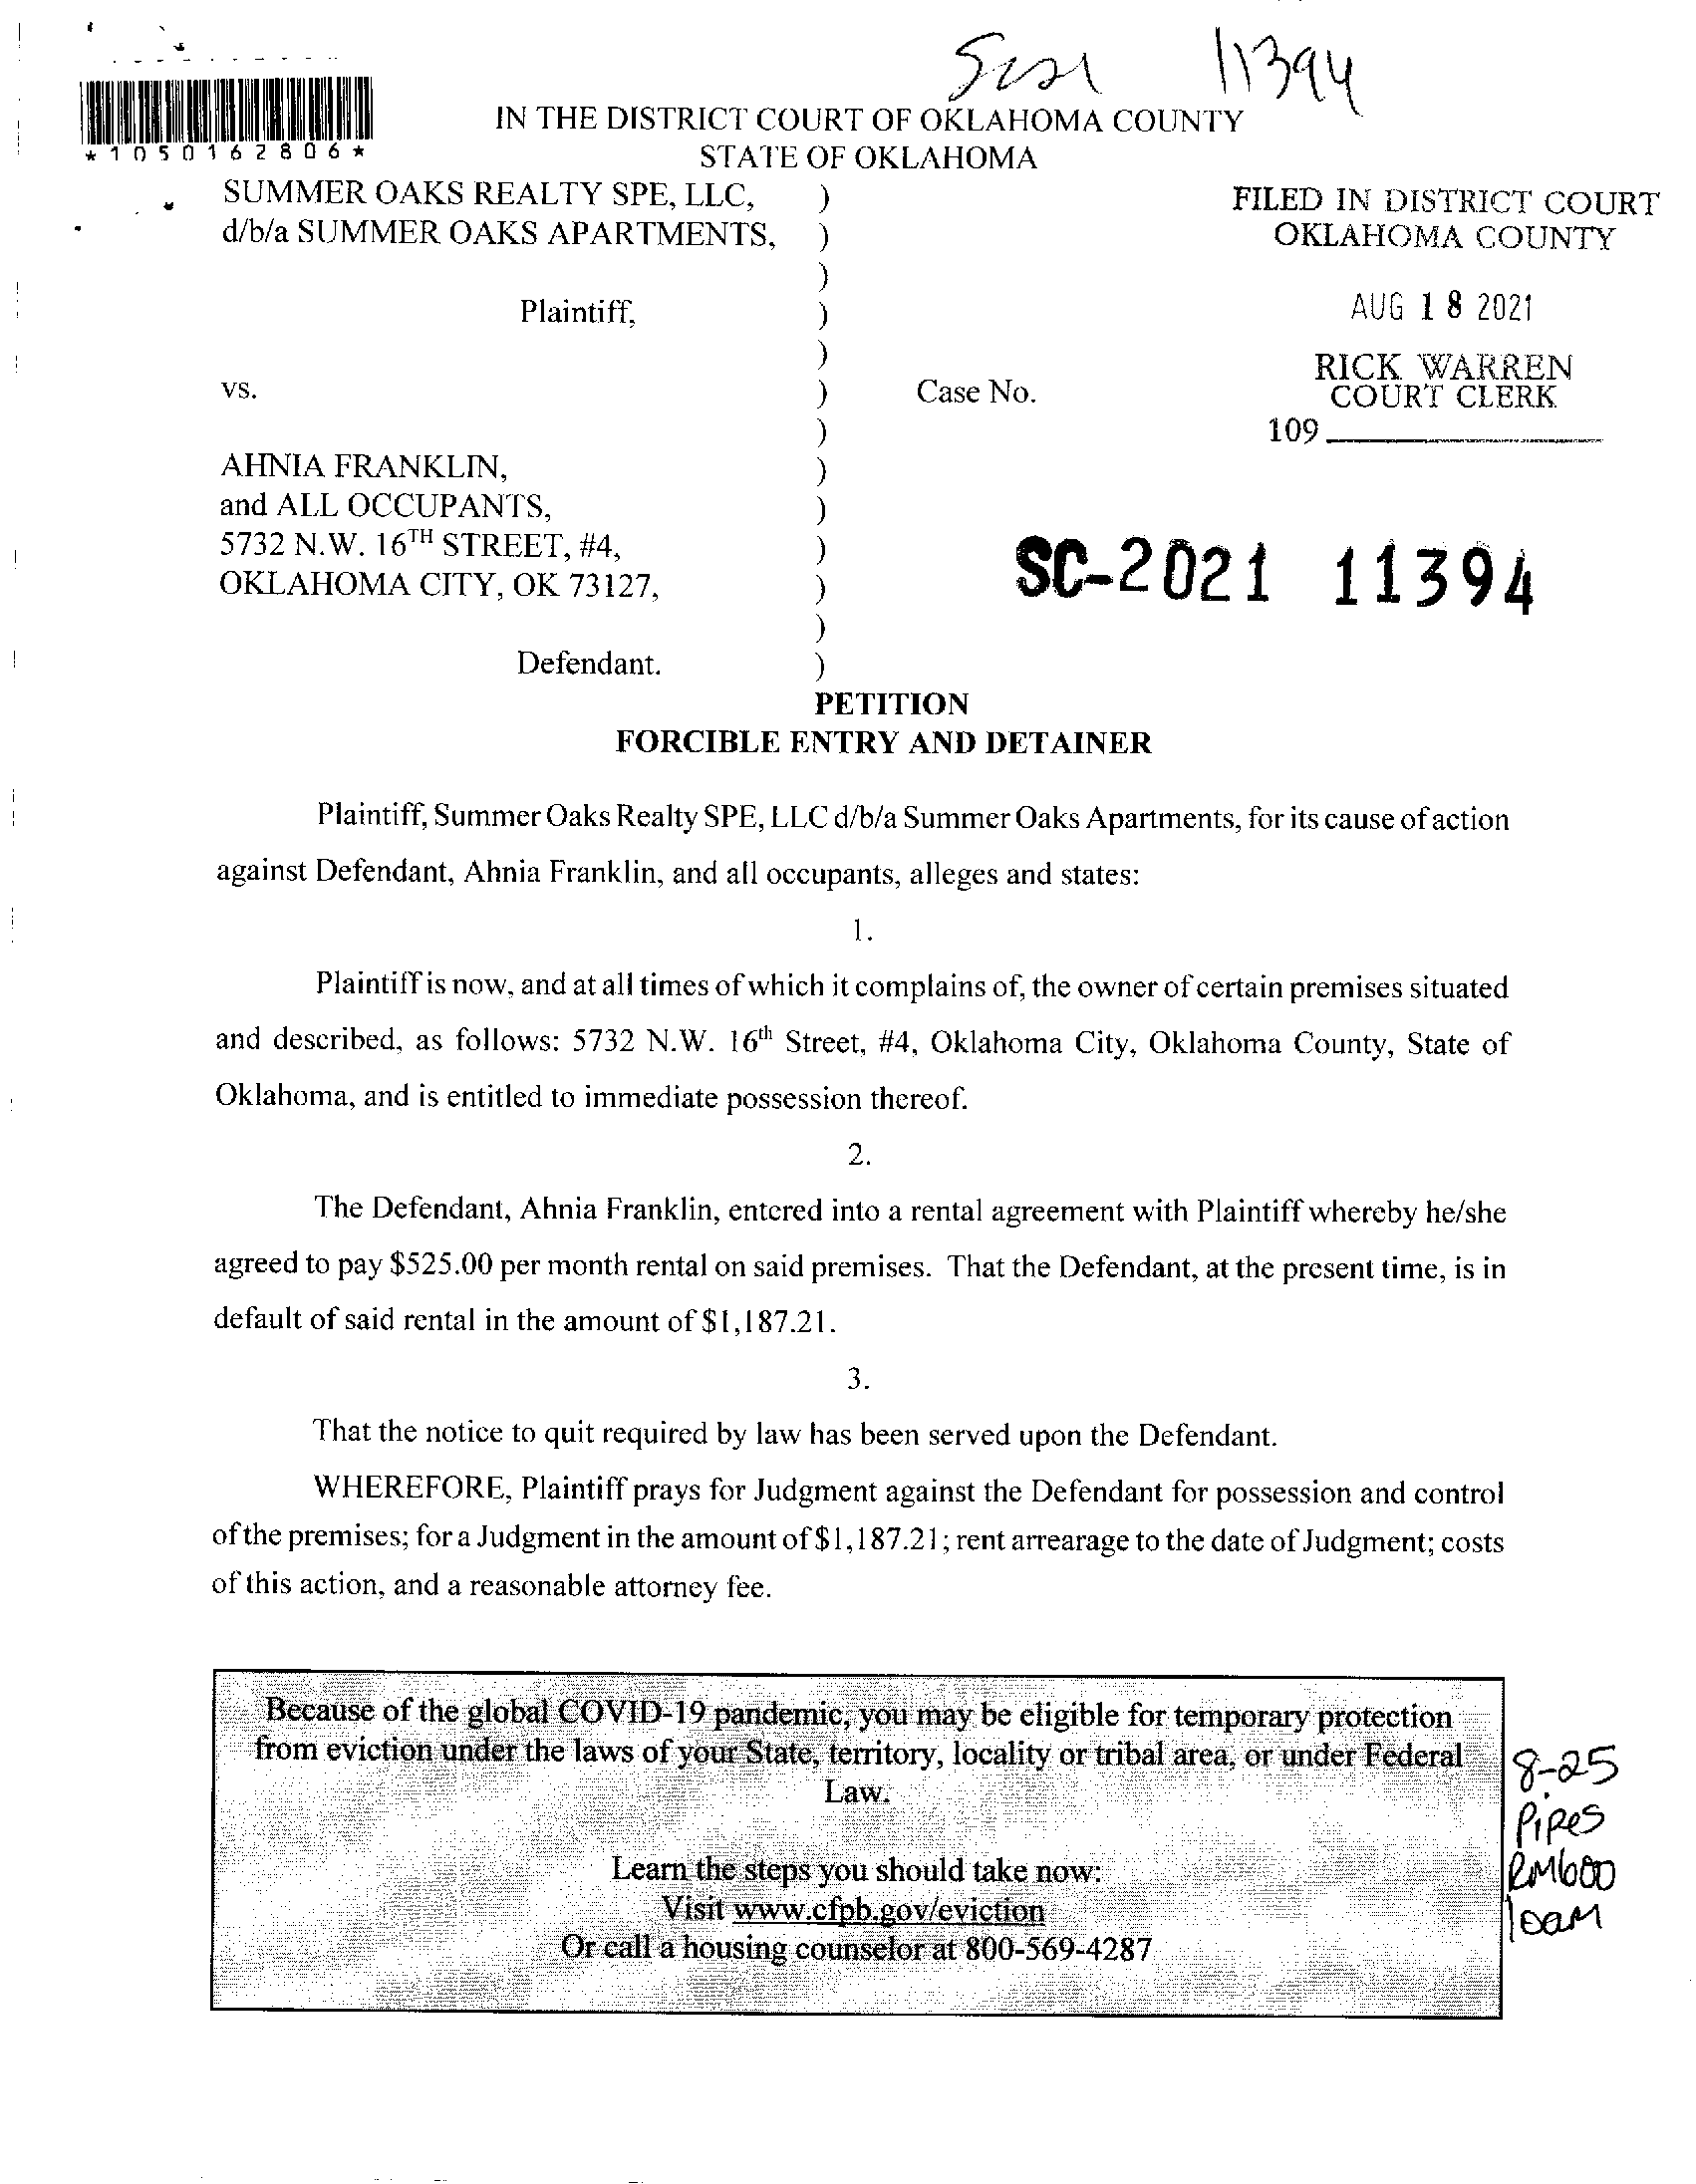 11394
*1050162806*
IN THE DISTRICT COURT OF OKLAHOMA COUNTY
STATE OF OKLAHOMA
SUMMER OAKS REALTY SPE, LLC, )
d/b/a SUMMER OAKS APARTMENTS, )
)
Plaintiff, )
)
vs. ) Case No.
)
AHNIA FRANKLIN, )
and ALL OCCUPANTS, )
5732 N.W. 16TH STREET, #4, )
OKLAHOMA CITY, OK 73127, )
)
Defendant. )
FILED IN DISTRICT COURT
OKLAHOMA COUNTY
AUG 18 2021
RICK WARREN
COURT CLERK
109
SC-2021 11394
PETITION
FORCIBLE ENTRY AND DETAINER
Plaintiff, Summer Oaks Realty SPE, LLC d/b/a Summer Oaks Apartments, for its cause of action
against Defendant, Ahnia Franklin, and all occupants, alleges and states:
1.
Plaintiff is now, and at all times of which it complains of, the owner of certain premises situated
and described, as follows: 5732 N.W. 16th Street, #4, Oklahoma City, Oklahoma County, State of
Oklahoma, and is entitled to immediate possession thereof.
2.
The Defendant, Ahnia Franklin, entered into a rental agreement with Plaintiff whereby he/she
agreed to pay $525.00 per month rental on said premises. That the Defendant, at the present time, is in
default of said rental in the amount of $1,187.21.
3.
That the notice to quit required by law has been served upon the Defendant.
WHEREFORE, Plaintiff prays for Judgment against the Defendant for possession and control
of the premises; for a Judgment in the amount of $1,187.21; rent arrearage to the date of Judgment; costs
of this action, and a reasonable attorney fee.
Because of the global COVID-19 pandemic, you may be eligible for temporary protection
from eviction under the laws of your State, territory, locality or tribal area, or under Federal
Law.
Learn the steps you should take now:
Visit www.cfpb.gov/eviction
Or call a housing counselor at 800-569-4287
8-25
Pipes
RM600
10AM